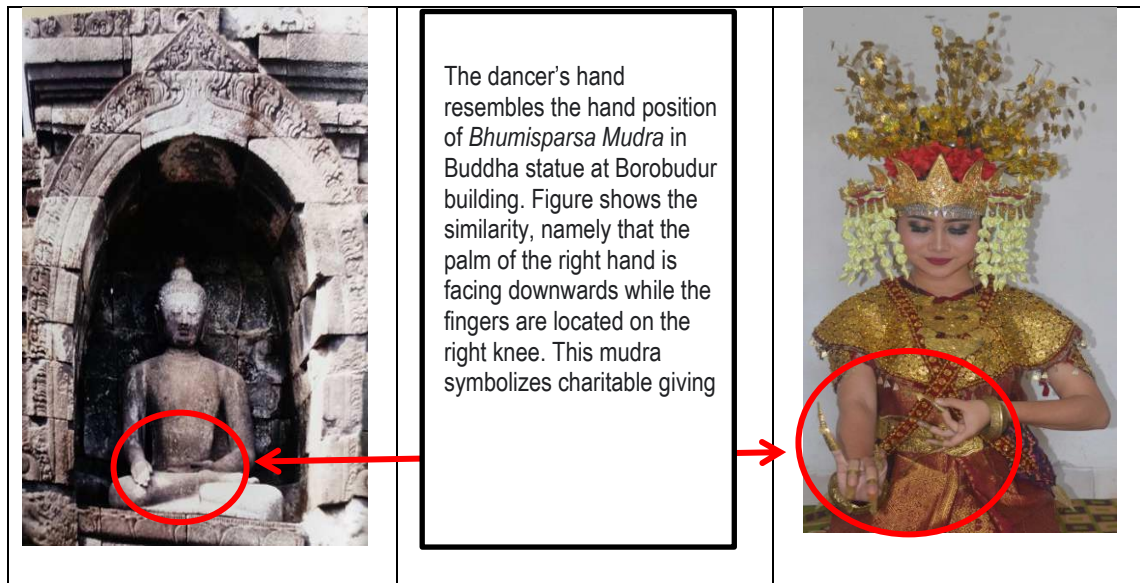 The dancer’s hand
resembles the hand position
of Bhumisparsa Mudra in
Buddha statue at Borobudur
building. Figure shows the
similarity, namely that the
palm of the right hand is
facing downwards while the
fingers are located on the
right knee. This mudra
symbolizes charitable giving